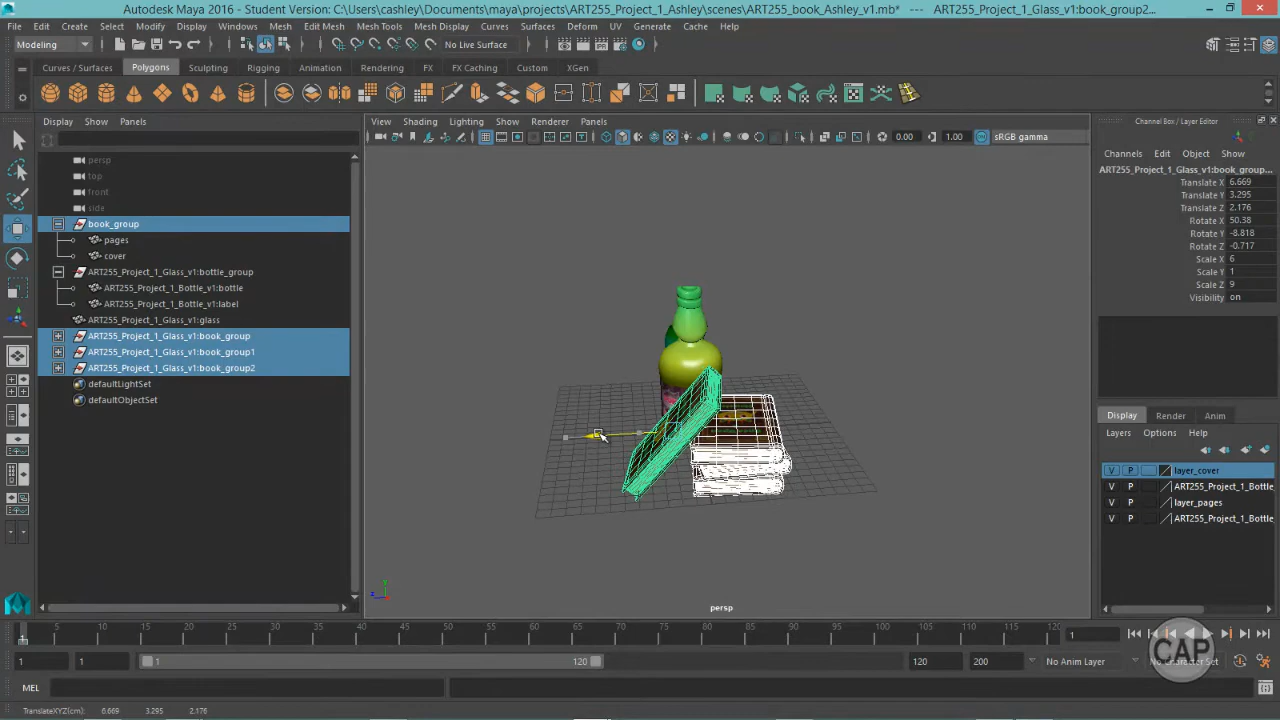 Autodesk Maya 2016 - Student Version: C:\Users\cashley\Documents\maya\projects\ART255_Project_1_Ashley\scenes\ART255_book_Ashley_v1.mb* --- ART255_Project_1_Glass_v1:book_group2...
File Edit Create Select Modify Display Windows Mesh Edit Mesh Mesh Tools Mesh Display Curves Surfaces Deform UV Generate Cache Help
Modeling No Live Surface
Curves / Surfaces Polygons Sculpting Rigging Animation Rendering FX FX Caching Custom XGen
Display Show Panels
View Shading Lighting Show Renderer Panels
Channel Box / Layer Editor
0.00 1.00 sRGB gamma
Channels Edit Object Show
persp
top
front
side
book_group
pages
cover
ART255_Project_1_Glass_v1:bottle_group
ART255_Project_1_Bottle_v1:bottle
ART255_Project_1_Bottle_v1:label
ART255_Project_1_Glass_v1:glass
ART255_Project_1_Glass_v1:book_group
ART255_Project_1_Glass_v1:book_group1
ART255_Project_1_Glass_v1:book_group2
defaultLightSet
defaultObjectSet
ART255_Project_1_Glass_v1:book_group...
Translate X 6.669
Translate Y 3.295
Translate Z 2.176
Rotate X 50.38
Rotate Y -8.818
Rotate Z -0.717
Scale X 6
Scale Y 1
Scale Z 9
Visibility on
Display Render Anim
Layers Options Help
V P layer_cover
V P ART255_Project_1_Bottle
V P layer_pages
V P ART255_Project_1_Bottle
y
z
persp
5 10 15 20 25 30 35 40 45 50 55 60 65 70 75 80 85 90 95 100 105 110 115 120
1
1
1 1 1 120 120 200 No Anim Layer No Character Set
CAP
MEL
TranslateXYZ(cm): 6.669 3.295 2.176